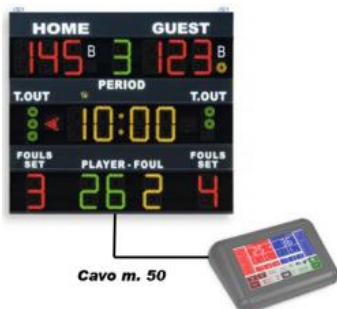 HOME GUEST
145 B 3 123 B
PERIOD
T.OUT T.OUT
10:00
FOULS SET PLAYER - FOUL FOULS SET
3 26 2 4
Cavo m. 50